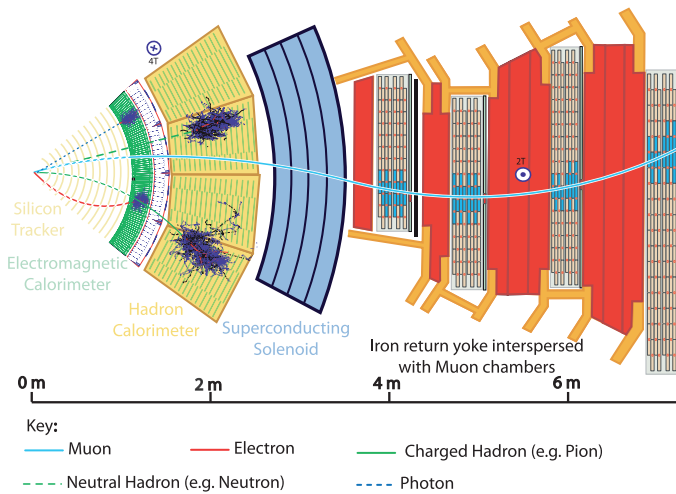 4T
2T
Silicon
Tracker
Electromagnetic
Calorimeter
Hadron
Calorimeter
Superconducting
Solenoid
Iron return yoke interspersed
with Muon chambers
0 m
2 m
4 m
6 m
Key:
Muon
Electron
Charged Hadron (e.g. Pion)
Neutral Hadron (e.g. Neutron)
Photon